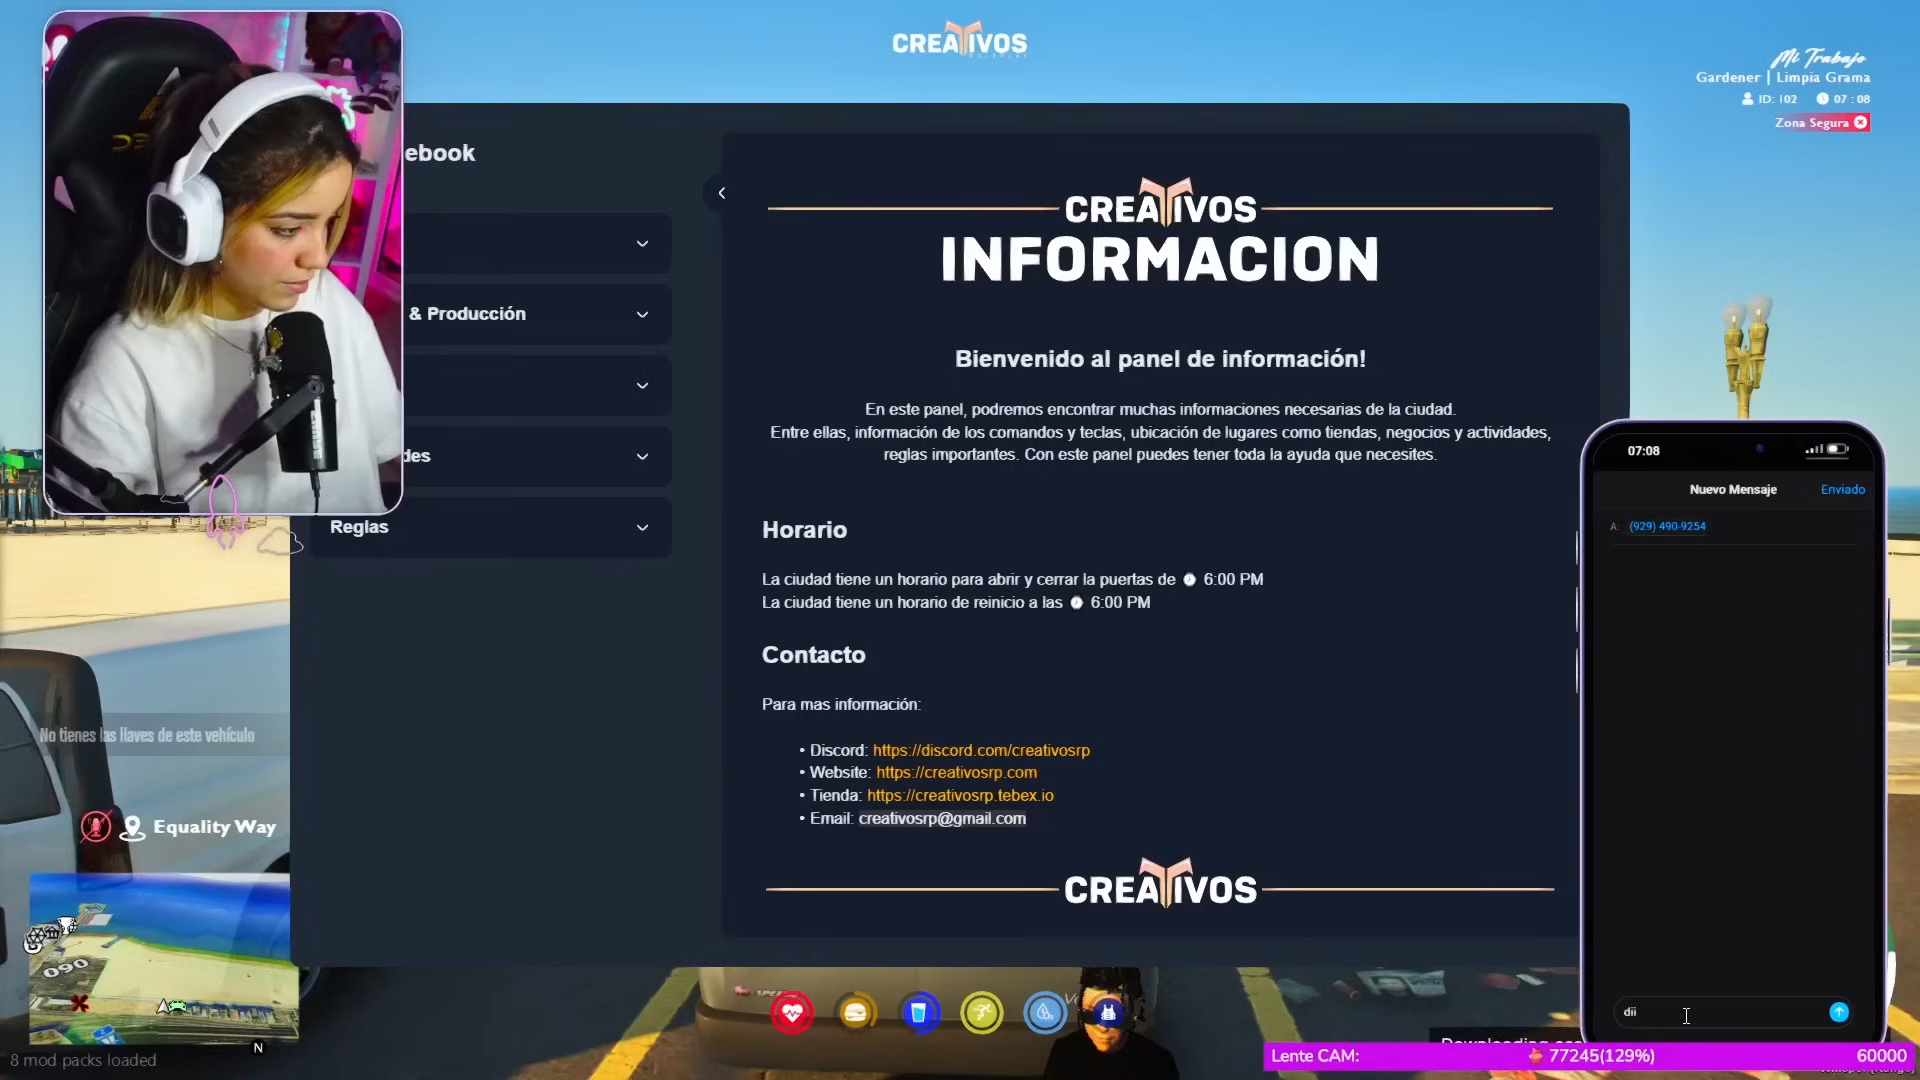 CREATIVOS
ROLEPLAY
Mi Trabajo
Gardener | Limpia Grama
ID: 102 07 : 08
Zona Segura
ebook
& Producción
des
Reglas
CREATIVOS
INFORMACION
Bienvenido al panel de información!
En este panel, podremos encontrar muchas informaciones necesarias de la ciudad.
Entre ellas, información de los comandos y teclas, ubicación de lugares como tiendas, negocios y actividades,
reglas importantes. Con este panel puedes tener toda la ayuda que necesites.
Horario
La ciudad tiene un horario para abrir y cerrar la puertas de 6:00 PM
La ciudad tiene un horario de reinicio a las 6:00 PM
Contacto
Para mas información:
• Discord: https://discord.com/creativosrp
• Website: https://creativosrp.com
• Tienda: https://creativosrp.tebex.io
• Email: creativosrp@gmail.com
CREATIVOS
07:08
Nuevo Mensaje Enviado
A: (929) 490-9254
dii
No tienes las llaves de este vehículo
Equality Way
090
N
8 mod packs loaded
Lente CAM: 77245(129%) 60000